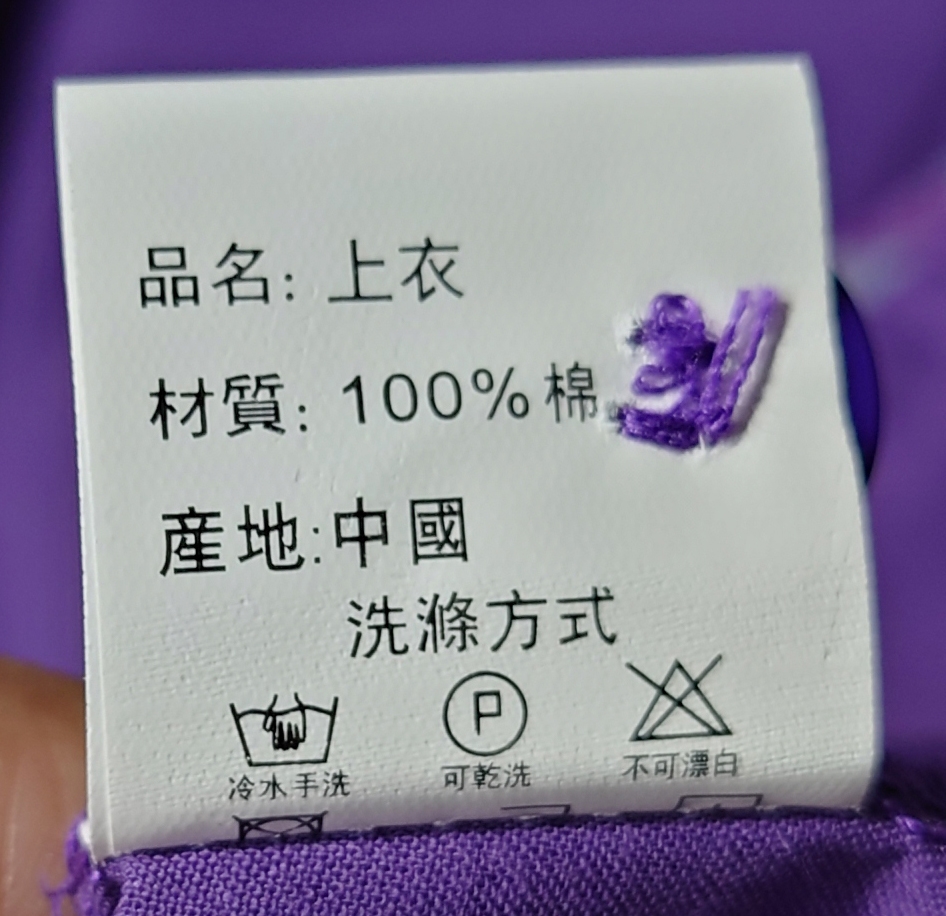 品名: 上衣
材質: 100%棉
産地:中國
洗滌方式
P
冷水手洗 可乾洗 不可漂白